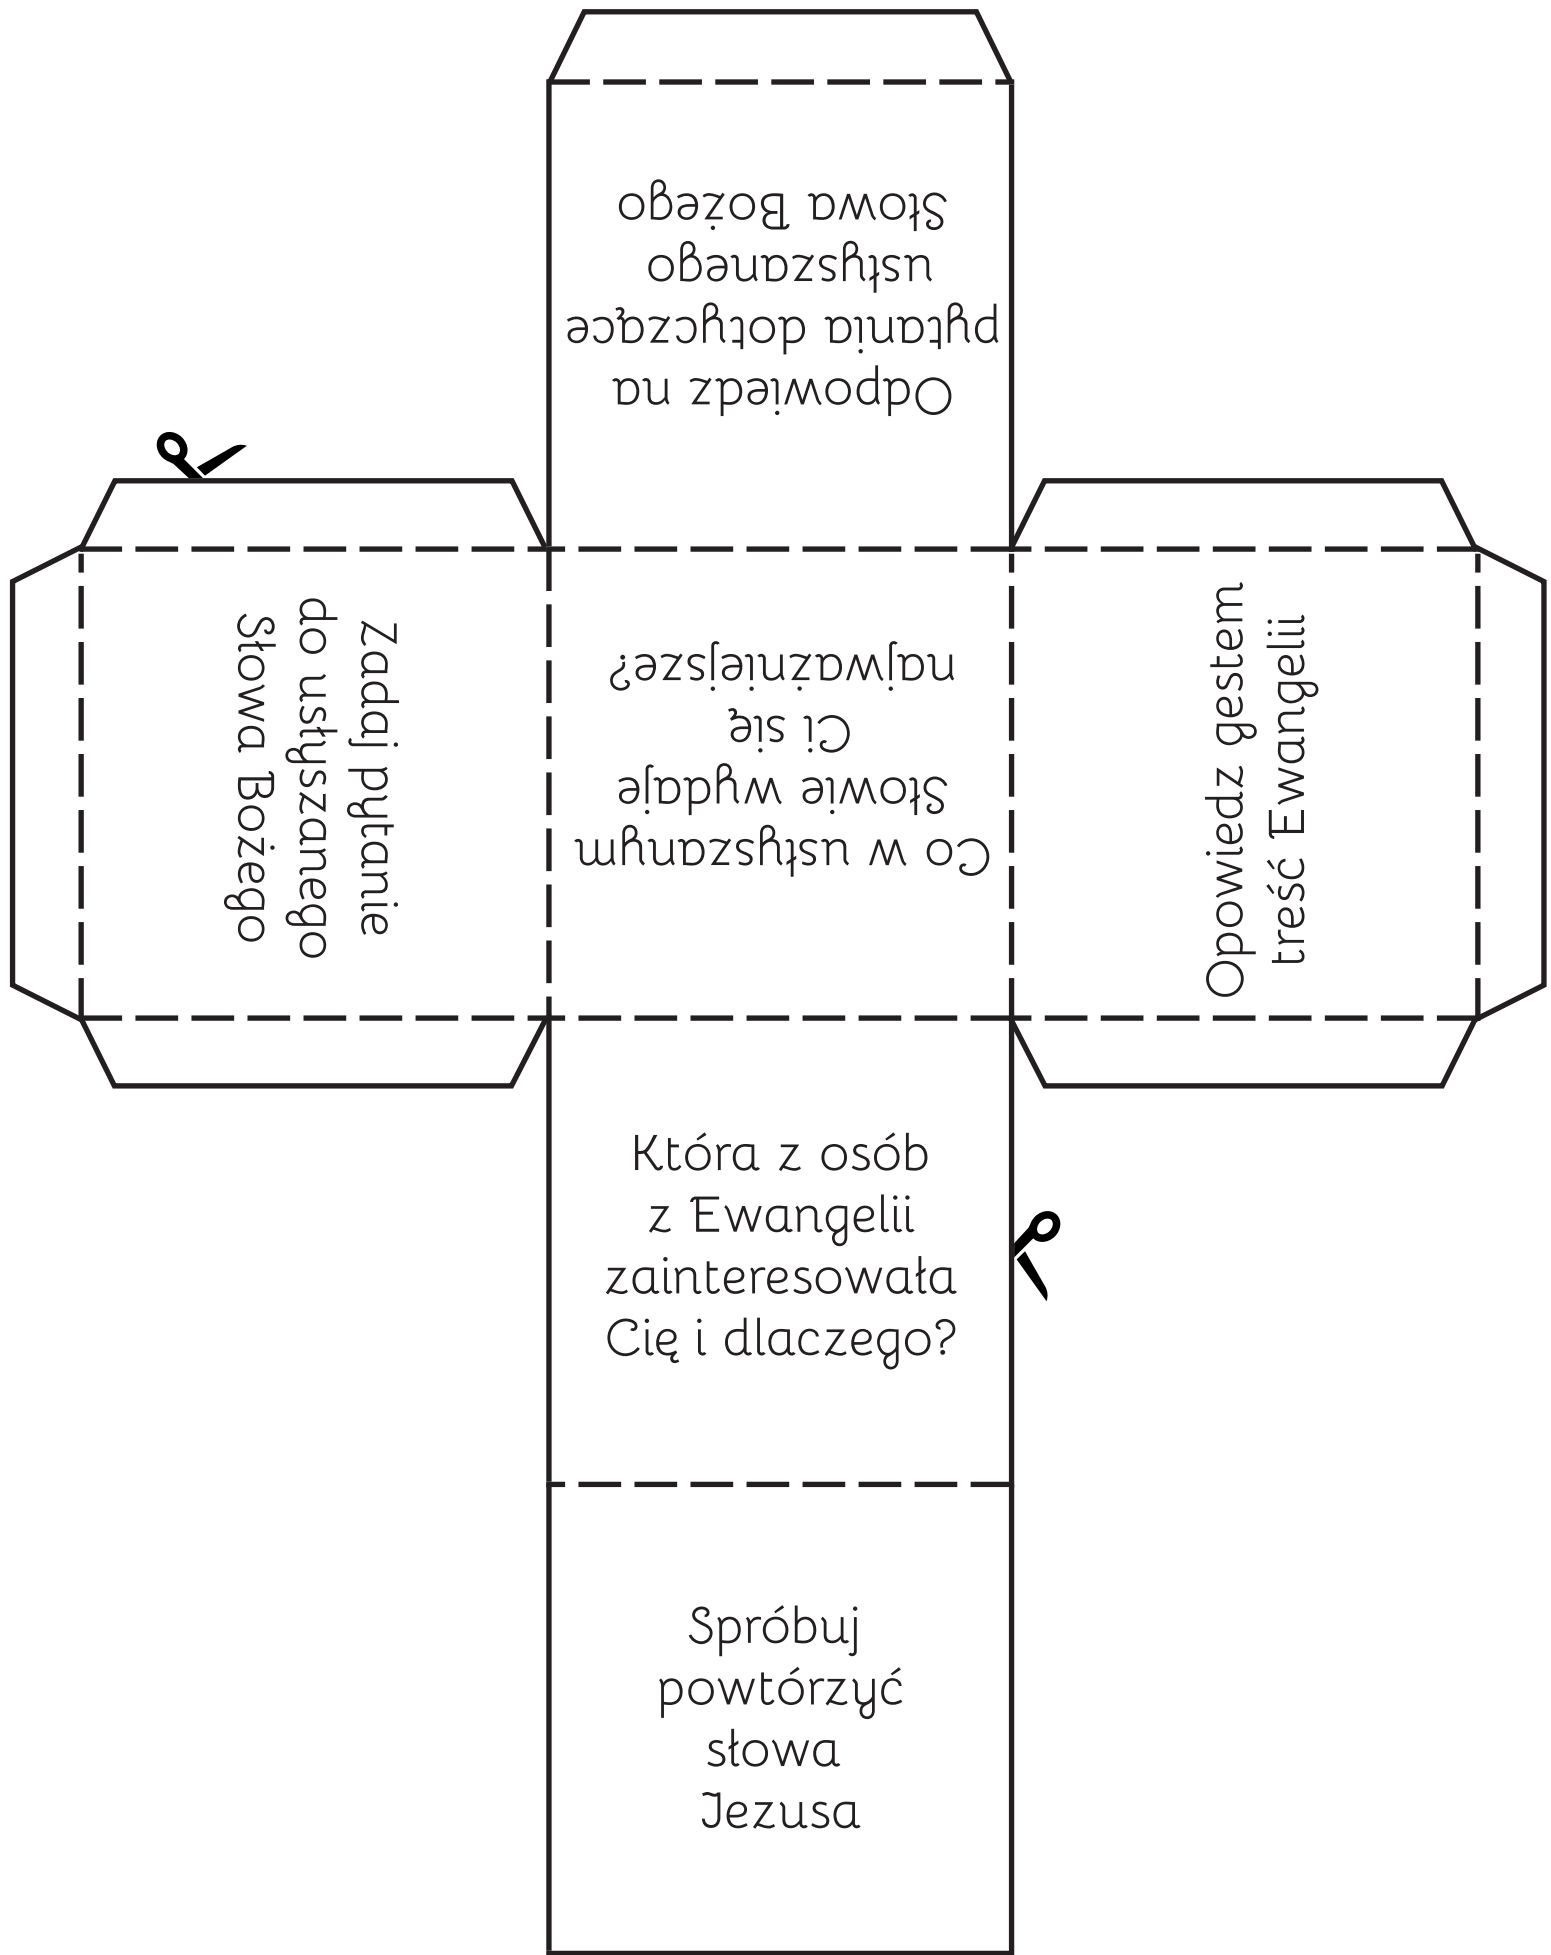 Odpowiedz na
pytania dotyczące
usłyszanego
Słowa Bożego
Zadaj pytanie
do usłyszanego
Słowa Bożego
Co w usłyszanym
Słowie wydaje
Ci się
najważniejsze?
Opowiedz gestem
treść Ewangelii
Która z osób
z Ewangelii
zainteresowała
Cię i dlaczego?
Spróbuj
powtórzyć
słowa
Jezusa